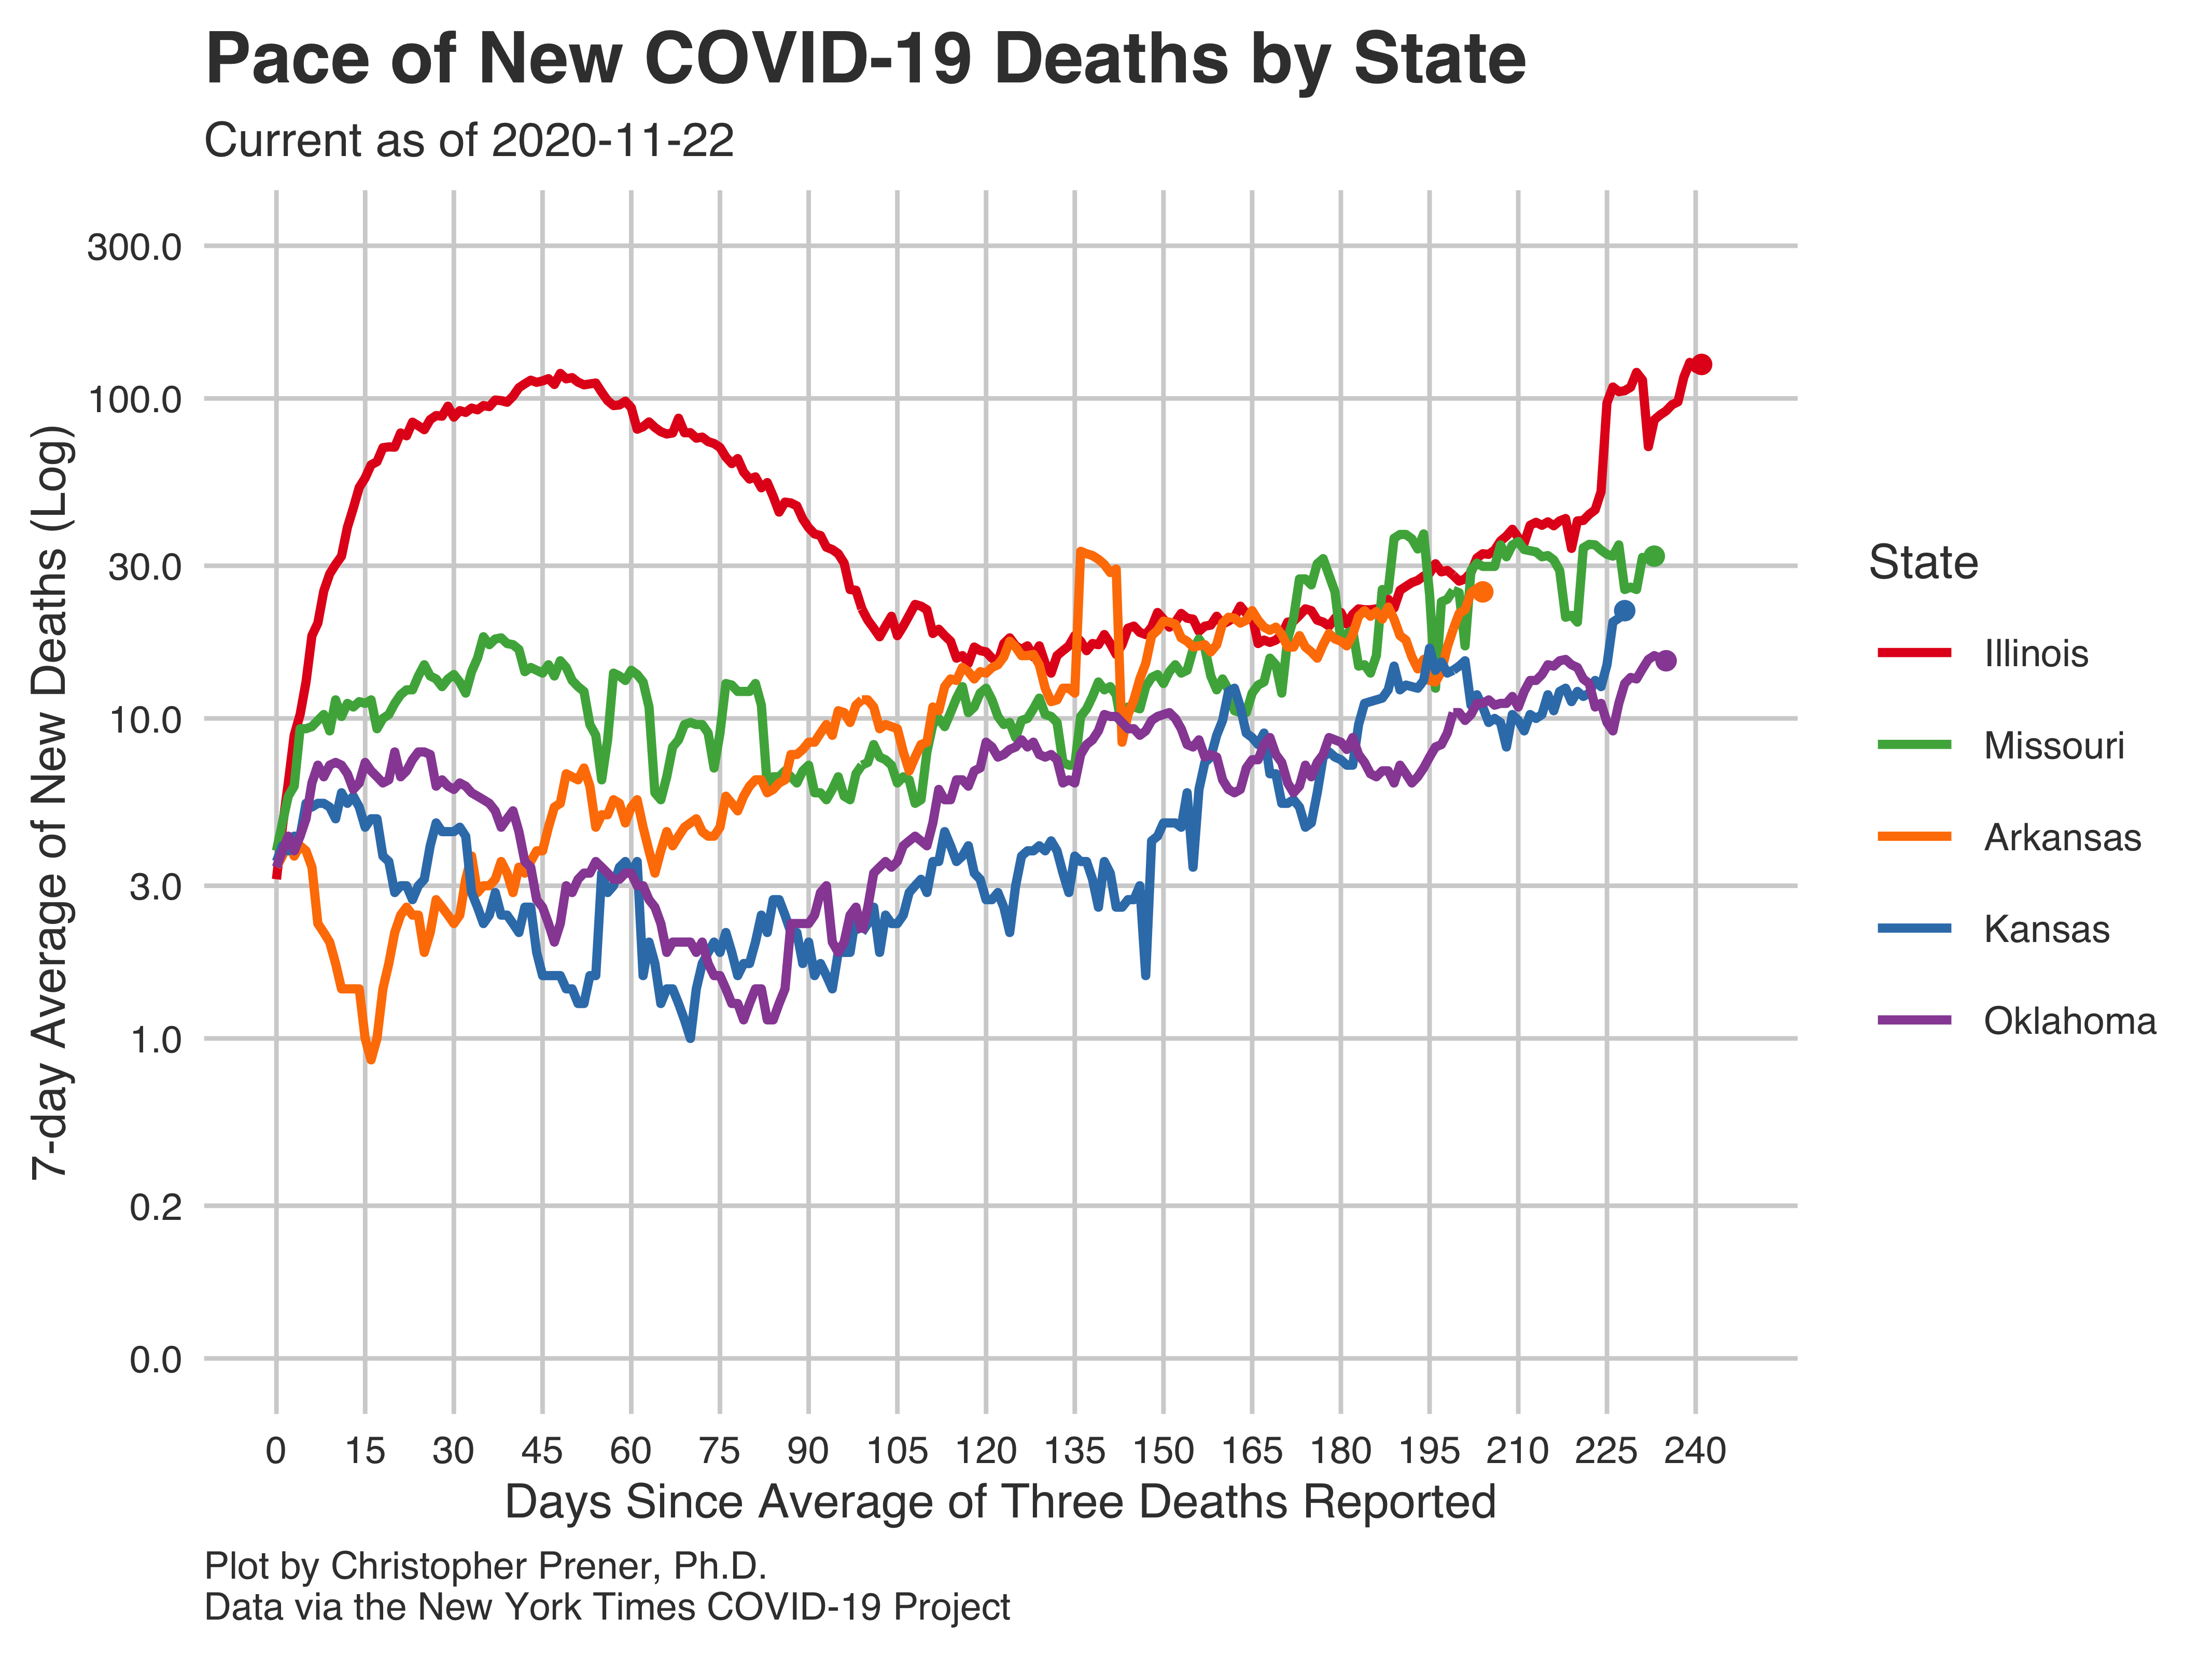 Pace of New COVID-19 Deaths by State
Current as of 2020-11-22
7-day Average of New Deaths (Log)
300.0
100.0
30.0
10.0
3.0
1.0
0.2
0.0
0 15 30 45 60 75 90 105 120 135 150 165 180 195 210 225 240
Days Since Average of Three Deaths Reported
State
Illinois
Missouri
Arkansas
Kansas
Oklahoma
Plot by Christopher Prener, Ph.D.
Data via the New York Times COVID-19 Project